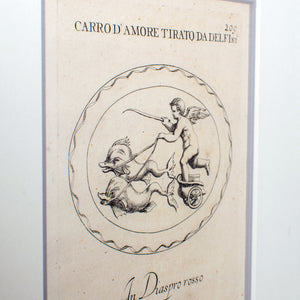 CARRO D'AMORE TIRATO DA DELFINI
In Diaspro rosso